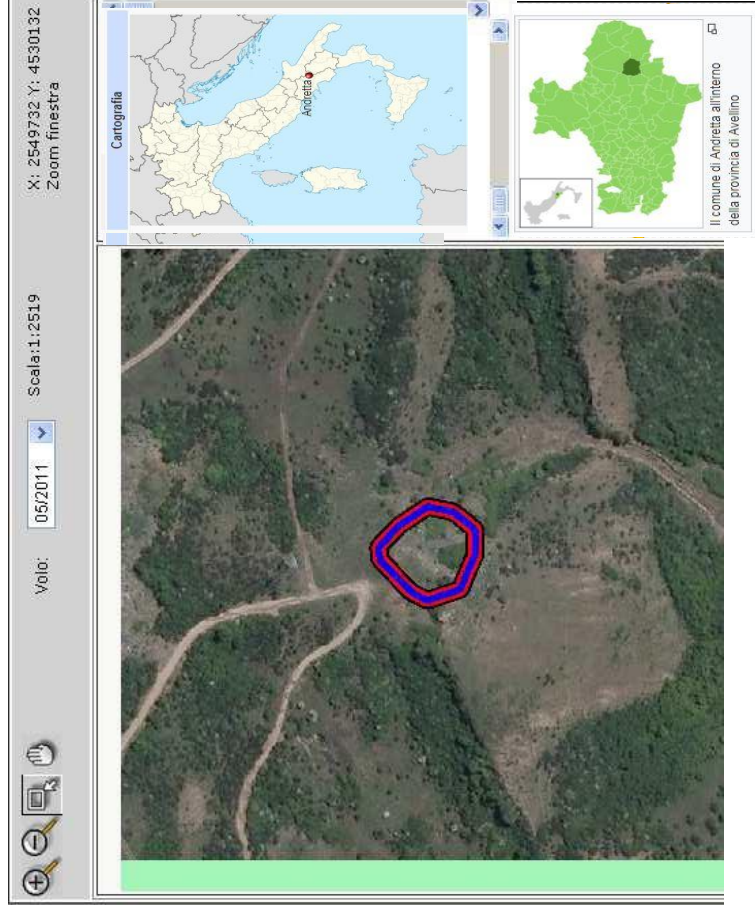 Volo:
05/2011
Scala:1:2519
X: 2549732 Y: 4530132
Zoom finestra
Cartografia
Andretta
Il comune di Andretta all'interno
della provincia di Avellino